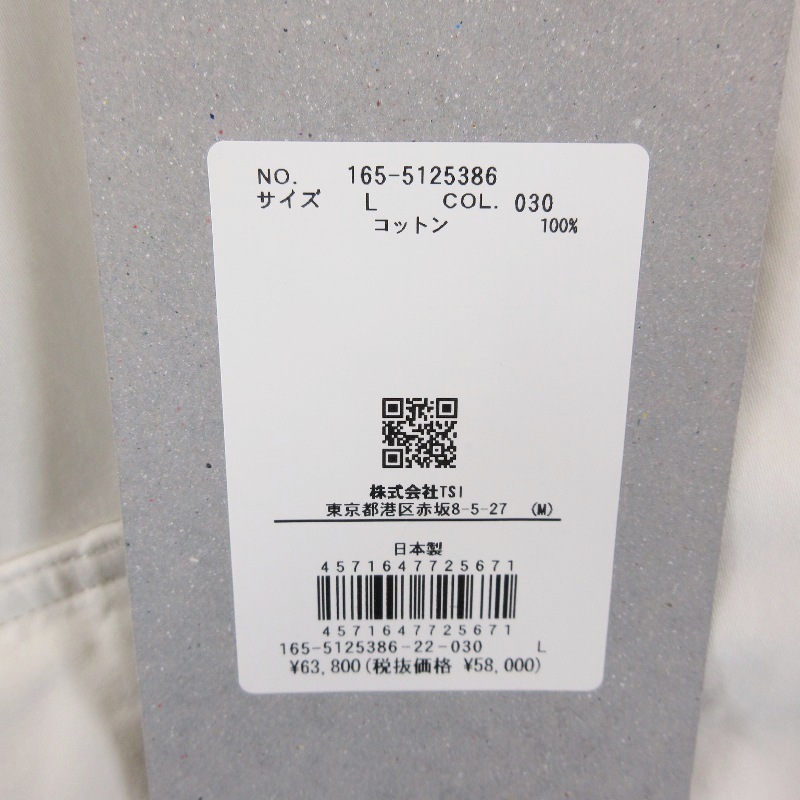 NO. 165-5125386
サイズ L COL. 030
コットン 100%
株式会社TSI
東京都港区赤坂8-5-27 (M)
日本製
4571647725671
4571647725671
165-5125386-22-030 L
¥63,800(税抜価格 ¥58,000)